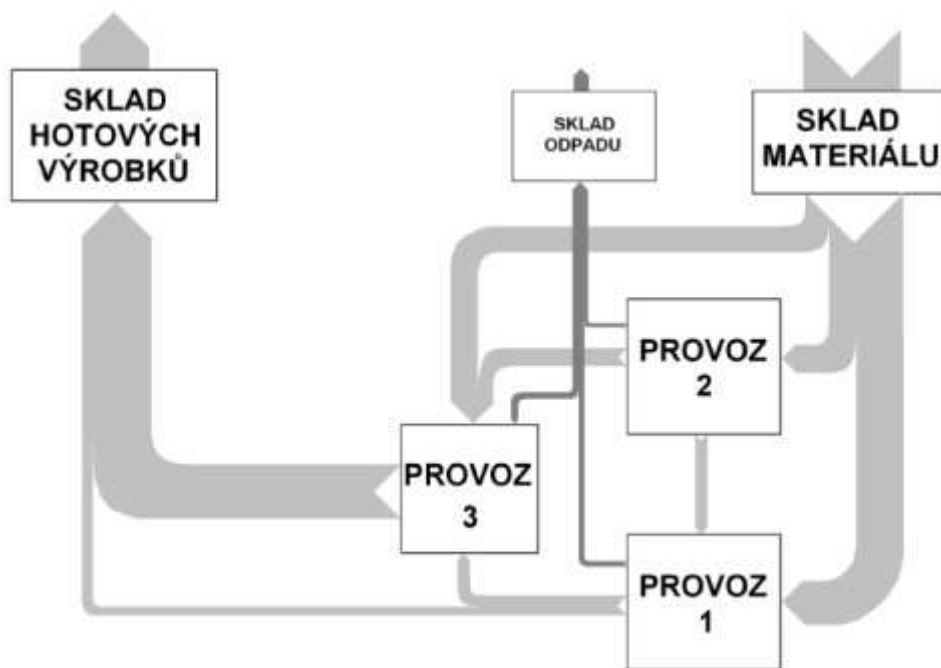 SKLAD
HOTOVÝCH
VÝROBKŮ
SKLAD
ODPADU
SKLAD
MATERIÁLU
PROVOZ
2
PROVOZ
3
PROVOZ
1